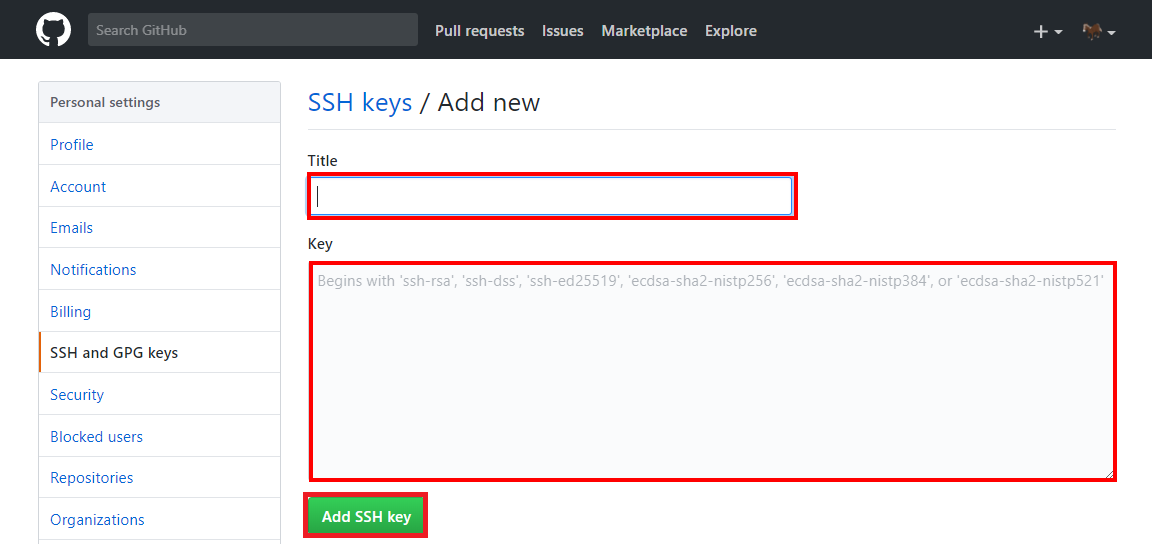 Search GitHub
Pull requests
Issues
Marketplace
Explore
Personal settings
Profile
Account
Emails
Notifications
Billing
SSH and GPG keys
Security
Blocked users
Repositories
Organizations
SSH keys / Add new
Title
Key
Begins with 'ssh-rsa', 'ssh-dss', 'ssh-ed25519', 'ecdsa-sha2-nistp256', 'ecdsa-sha2-nistp384', or 'ecdsa-sha2-nistp521'
Add SSH key